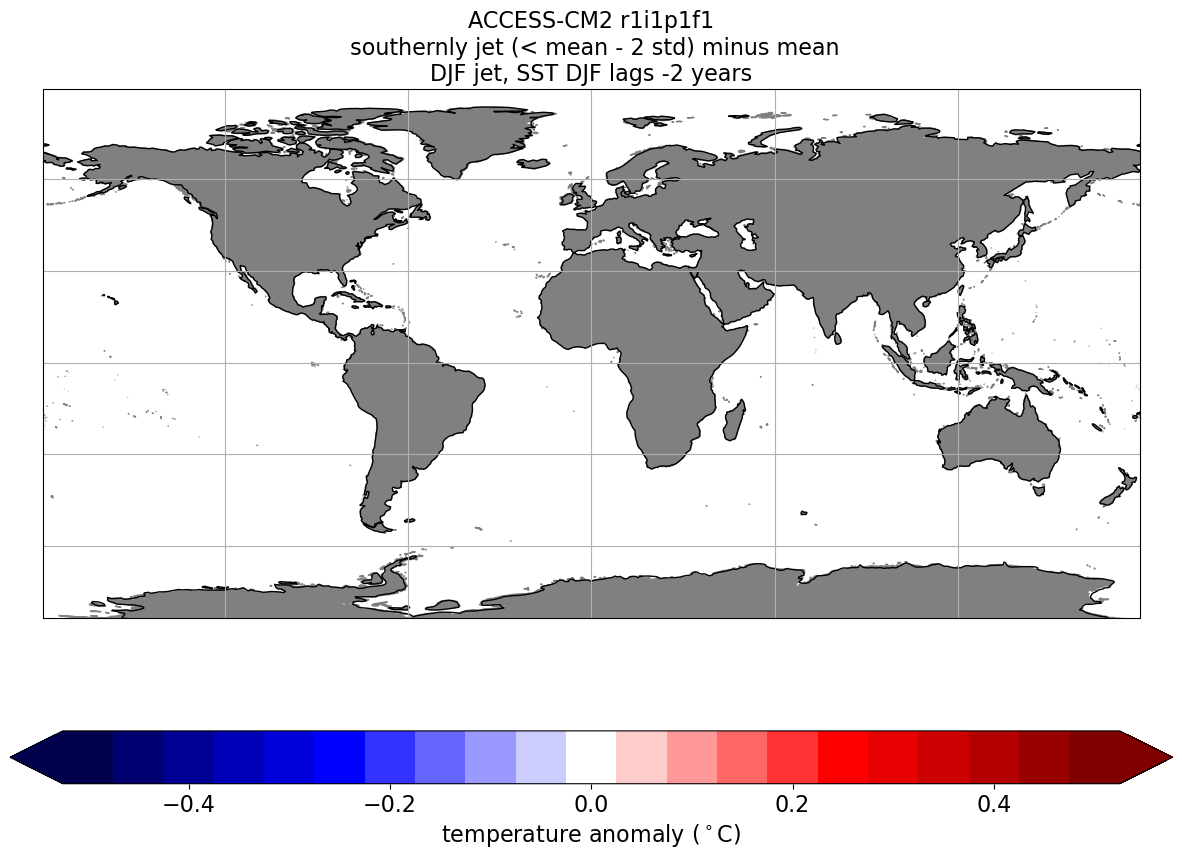 ACCESS-CM2 r1i1p1f1
southernly jet (< mean - 2 std) minus mean
DJF jet, SST DJF lags -2 years
−0.4 −0.2 0.0 0.2 0.4
temperature anomaly (°C)